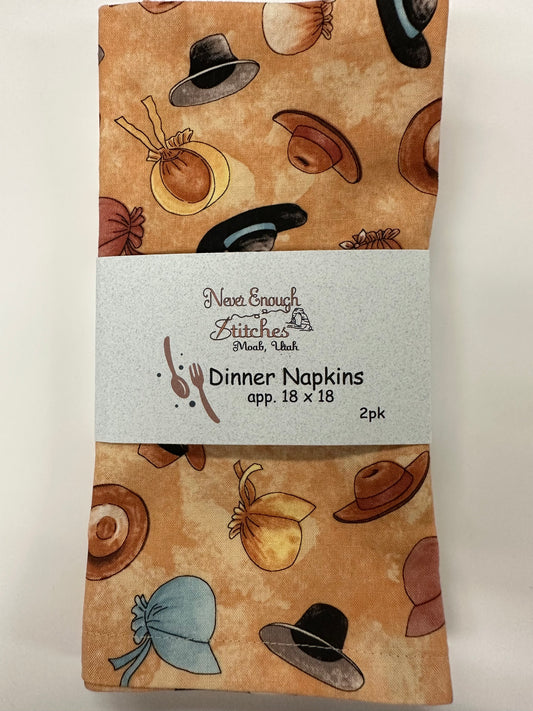 Never Enough
Stitches
Moab, Utah
Dinner Napkins
app. 18 x 18
2pk